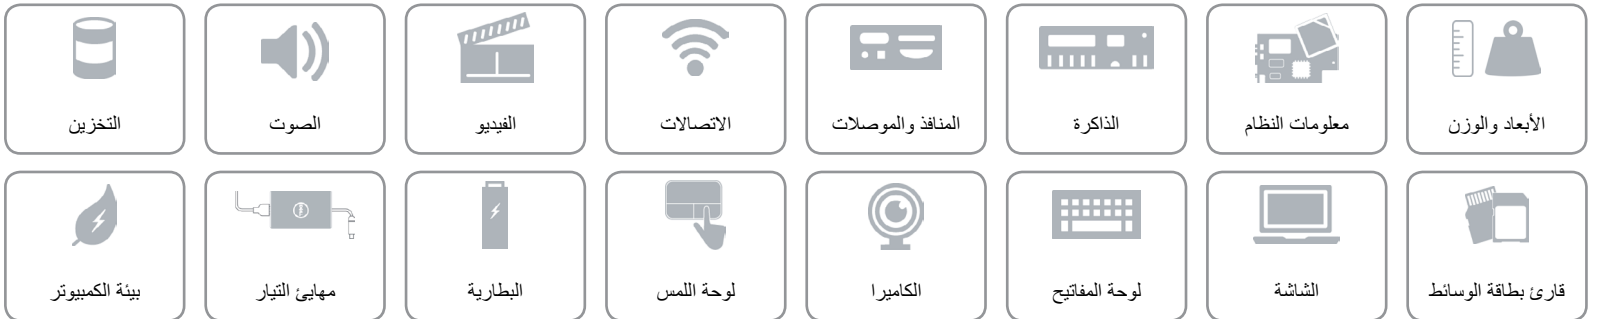 الأبعاد والوزن
معلومات النظام
الذاكرة
المنافذ والموصلات
الاتصالات
الفيديو
الصوت
التخزين
قارئ بطاقة الوسائط
الشاشة
لوحة المفاتيح
الكاميرا
لوحة اللمس
البطارية
مهايئ التيار
بيئة الكمبيوتر